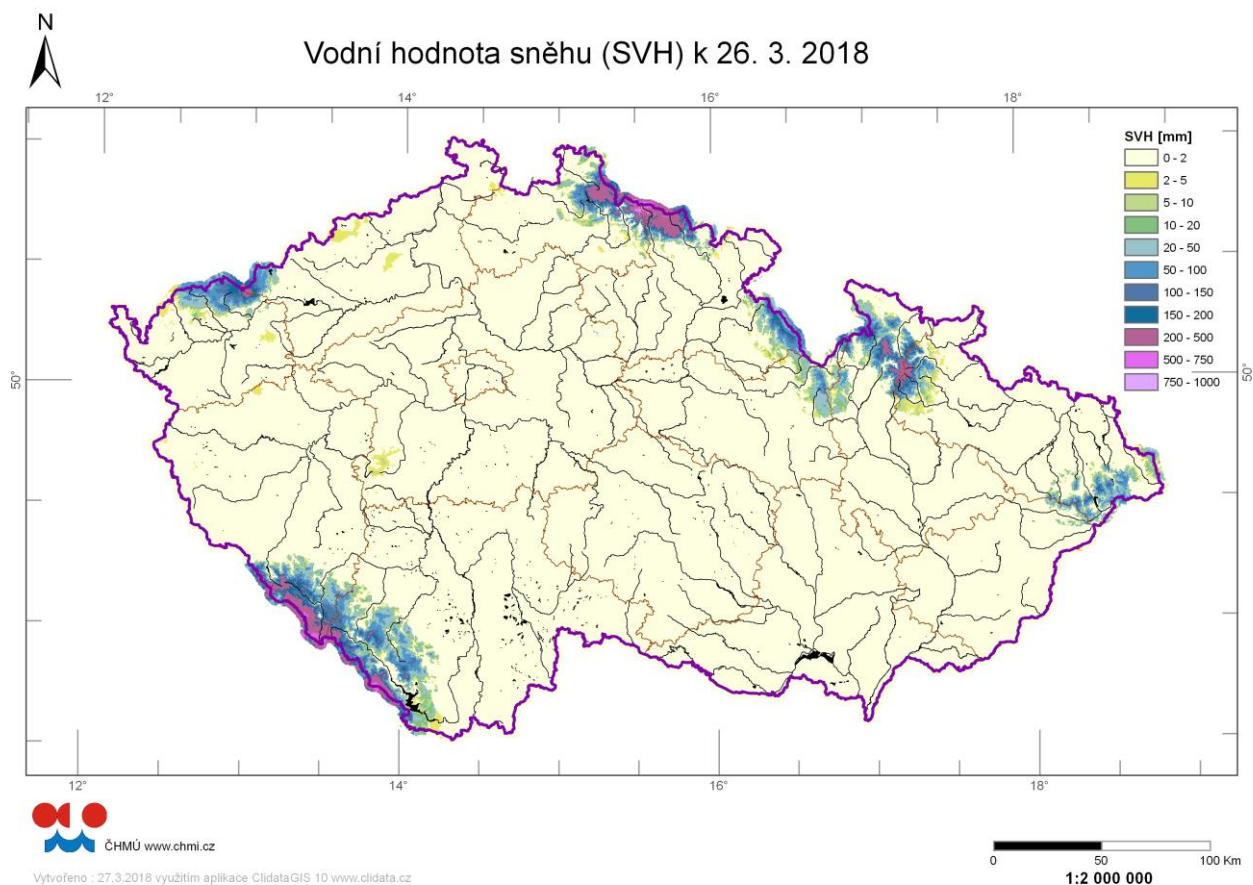 N
Vodní hodnota sněhu (SVH) k 26. 3. 2018
12° 14° 16° 18°
SVH [mm]
0 - 2
2 - 5
5 - 10
10 - 20
20 - 50
50 - 100
100 - 150
150 - 200
200 - 500
500 - 750
750 - 1000
50° 50°
12° 14° 16° 18°
ČHMÚ www.chmi.cz
0 50 100 Km
1:2 000 000
Vytvořeno : 27.3.2018 využitím aplikace ClidataGIS 10 www.clidata.cz